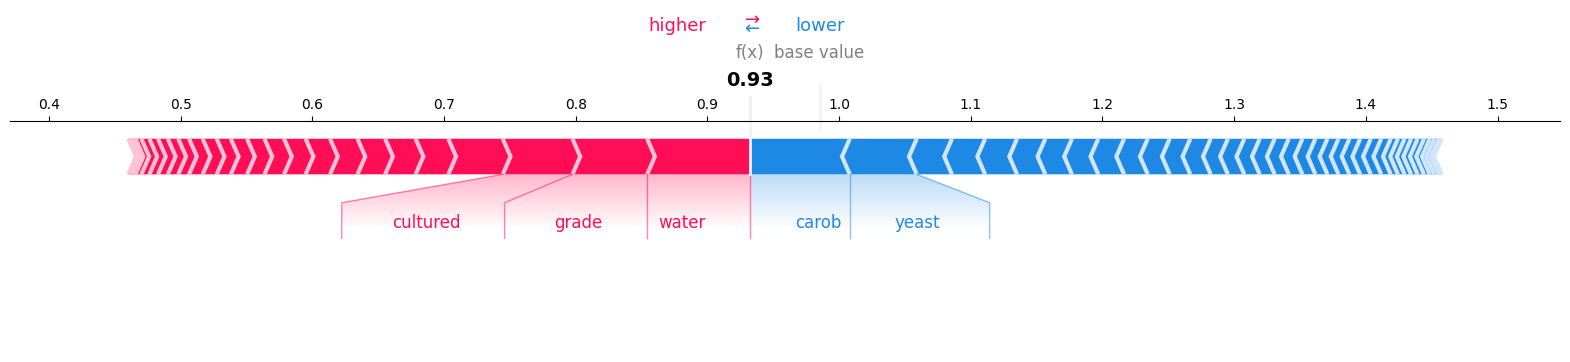 higher ⇄ lower
f(x) base value
0.93
0.4 0.5 0.6 0.7 0.8 0.9 1.0 1.1 1.2 1.3 1.4 1.5
cultured grade water carob yeast